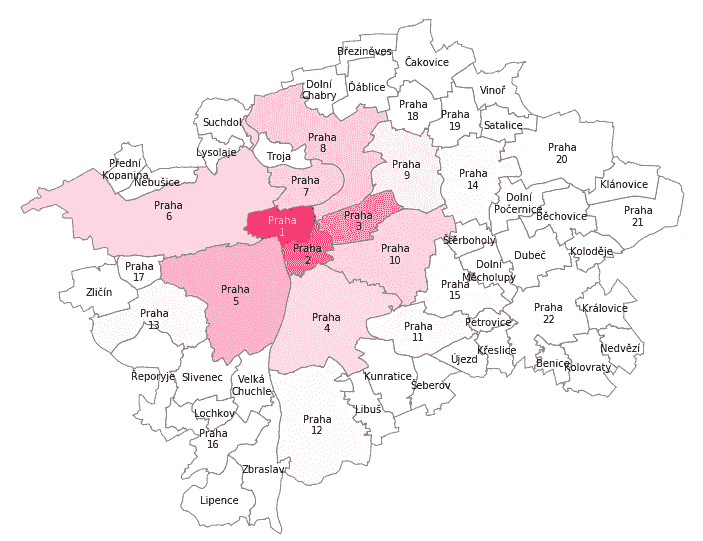 Březiněves
Čakovice
Dolní
Chabry
Ďáblice
Vinoř
Praha
18
Praha
19
Satalice
Suchdol
Praha
8
Lysolaje
Troja
Praha
9
Praha
20
Přední
Kopanina
Nebušice
Praha
7
Praha
14
Klánovice
Praha
6
Praha
1
Praha
3
Dolní
Počernice
Běchovice
Praha
21
Praha
2
Praha
10
Štěrboholy
Dubeč
Koloděje
Praha
17
Dolní
Měcholupy
Zličín
Praha
5
Praha
15
Praha
13
Praha
4
Praha
11
Petrovice
Praha
22
Královice
Újezd
Křeslice
Nedvězí
Benice
Kolovraty
Reporyje
Slivenec
Velká
Chuchle
Kunratice
Šeberov
Lochkov
Libuš
Praha
12
Praha
16
Zbraslav
Lipence